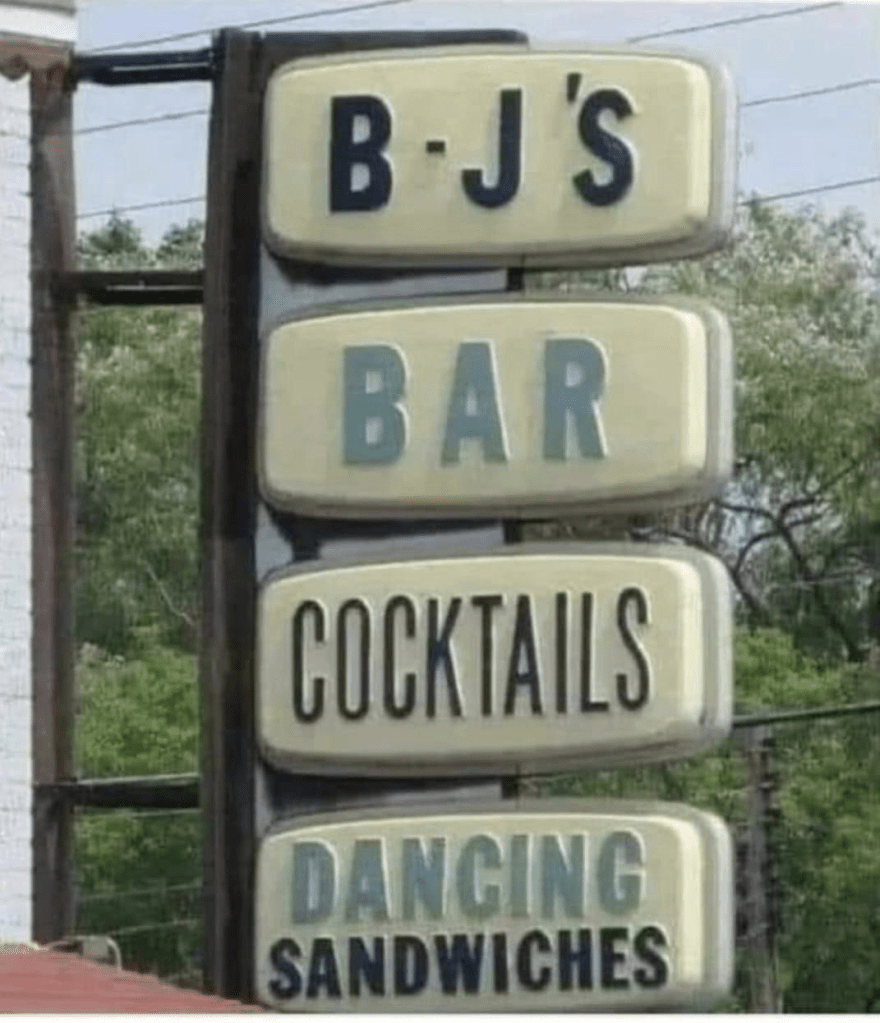 B-J'S
BAR
COCKTAILS
DANCING
SANDWICHES